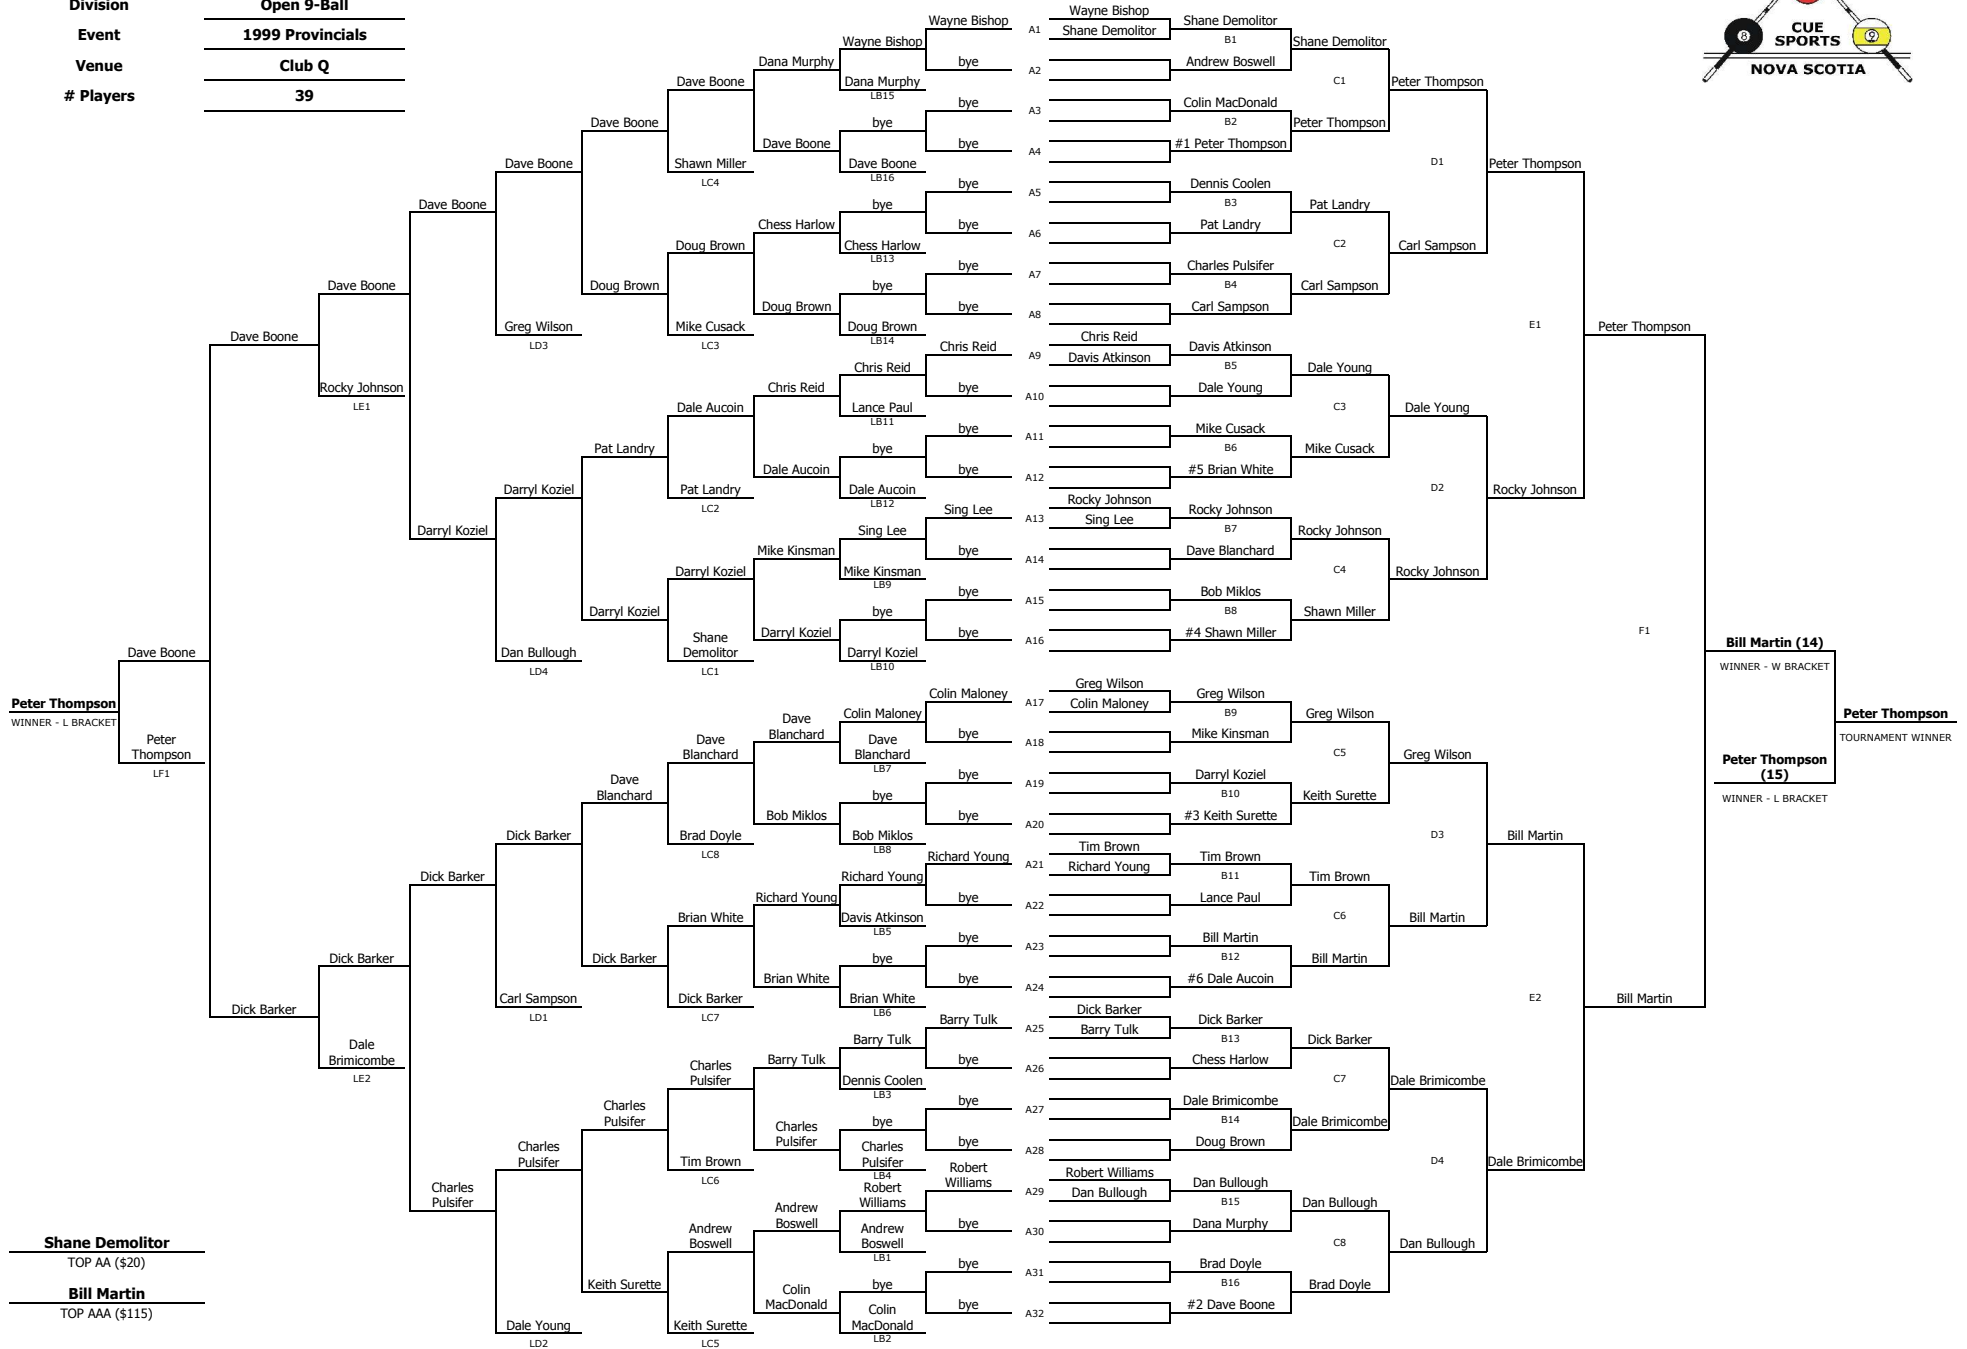 Division Open 9-Ball
Event 1999 Provincials
Venue Club Q
# Players 39
8
9
CUE
SPORTS
NOVA SCOTIA
Peter Thompson
WINNER - L BRACKET
Dave Boone
Peter
Thompson
LF1
Dave Boone
Dick Barker
Dave Boone
Rocky Johnson
LE1
Dick Barker
Dale
Brimicombe
LE2
Dave Boone
Darryl Koziel
Dick Barker
Charles
Pulsifer
Dave Boone
Greg Wilson
LD3
Darryl Koziel
Dan Bullough
LD4
Dick Barker
Carl Sampson
LD1
Charles
Pulsifer
Dale Young
LD2
Dave Boone
Doug Brown
Pat Landry
Darryl Koziel
Dave
Blanchard
Dick Barker
Charles
Pulsifer
Keith Surette
Dave Boone
Shawn Miller
LC4
Doug Brown
Mike Cusack
LC3
Dale Aucoin
Pat Landry
LC2
Darryl Koziel
Shane
Demolitor
LC1
Dave
Blanchard
Brad Doyle
LC8
Brian White
Dick Barker
LC7
Charles
Pulsifer
Tim Brown
LC6
Andrew
Boswell
Keith Surette
LC5
Dana Murphy
Dave Boone
Chess Harlow
Doug Brown
Chris Reid
Dale Aucoin
Mike Kinsman
Darryl Koziel
Dave
Blanchard
Bob Miklos
Richard Young
Brian White
Barry Tulk
Charles
Pulsifer
Andrew
Boswell
Colin
MacDonald
Wayne Bishop
Dana Murphy
LB15
bye
Dave Boone
LB16
bye
Chess Harlow
LB13
bye
Doug Brown
LB14
Chris Reid
Lance Paul
LB11
bye
Dale Aucoin
LB12
Sing Lee
Mike Kinsman
LB9
bye
Darryl Koziel
LB10
Colin Maloney
Dave
Blanchard
LB7
bye
Bob Miklos
LB8
Richard Young
Davis Atkinson
LB5
bye
Brian White
LB6
Barry Tulk
Dennis Coolen
LB3
bye
Charles
Pulsifer
LB4
Robert
Williams
Andrew
Boswell
LB1
bye
Colin
MacDonald
LB2
Wayne Bishop
bye
bye
bye
bye
bye
bye
bye
Chris Reid
bye
bye
bye
Sing Lee
bye
bye
bye
Colin Maloney
bye
bye
bye
Richard Young
bye
bye
bye
Barry Tulk
bye
bye
bye
Robert
Williams
bye
bye
bye
A1
A2
A3
A4
A5
A6
A7
A8
A9
A10
A11
A12
A13
A14
A15
A16
A17
A18
A19
A20
A21
A22
A23
A24
A25
A26
A27
A28
A29
A30
A31
A32
Wayne Bishop
Shane Demolitor
Chris Reid
Davis Atkinson
Rocky Johnson
Sing Lee
Greg Wilson
Colin Maloney
Tim Brown
Richard Young
Dick Barker
Barry Tulk
Robert Williams
Dan Bullough
Shane Demolitor
B1
Andrew Boswell
Colin MacDonald
B2
#1 Peter Thompson
Dennis Coolen
B3
Pat Landry
Charles Pulsifer
B4
Carl Sampson
Davis Atkinson
B5
Dale Young
Mike Cusack
B6
#5 Brian White
Rocky Johnson
B7
Dave Blanchard
Bob Miklos
B8
#4 Shawn Miller
Greg Wilson
B9
Mike Kinsman
Darryl Koziel
B10
#3 Keith Surette
Tim Brown
B11
Lance Paul
Bill Martin
B12
#6 Dale Aucoin
Dick Barker
B13
Chess Harlow
Dale Brimicombe
B14
Doug Brown
Dan Bullough
B15
Dana Murphy
Brad Doyle
B16
#2 Dave Boone
Shane Demolitor
C1
Peter Thompson
Pat Landry
C2
Carl Sampson
Dale Young
C3
Mike Cusack
Rocky Johnson
C4
Shawn Miller
Greg Wilson
C5
Keith Surette
Tim Brown
C6
Bill Martin
Dick Barker
C7
Dale Brimicombe
Dan Bullough
C8
Brad Doyle
Peter Thompson
D1
Carl Sampson
Dale Young
D2
Rocky Johnson
Greg Wilson
D3
Bill Martin
Dale Brimicombe
D4
Dan Bullough
Peter Thompson
E1
Rocky Johnson
Bill Martin
E2
Dale Brimicombe
Peter Thompson
F1
Bill Martin
Bill Martin (14)
WINNER - W BRACKET
Peter Thompson
(15)
WINNER - L BRACKET
Peter Thompson
TOURNAMENT WINNER
Shane Demolitor
TOP AA ($20)
Bill Martin
TOP AAA ($115)